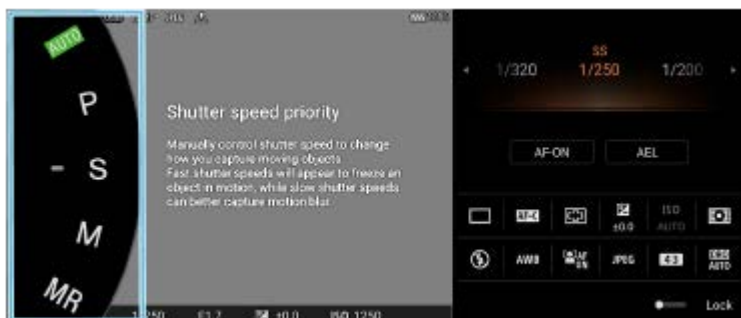 AUTO
P
S
M
MR
Shutter speed priority
Manually control shutter speed to change
how you capture moving objects.
Fast shutter speeds will appear to freeze an
object in motion, while slow shutter speeds
can better capture motion blur.
F1.7 ±0.0 ISO 1250
SS
1/320 1/250 1/200
AF-ON AEL
AF-C ±0.0 ISO AUTO
AWB AF ON JPEG 4:3 AUTO
Lock